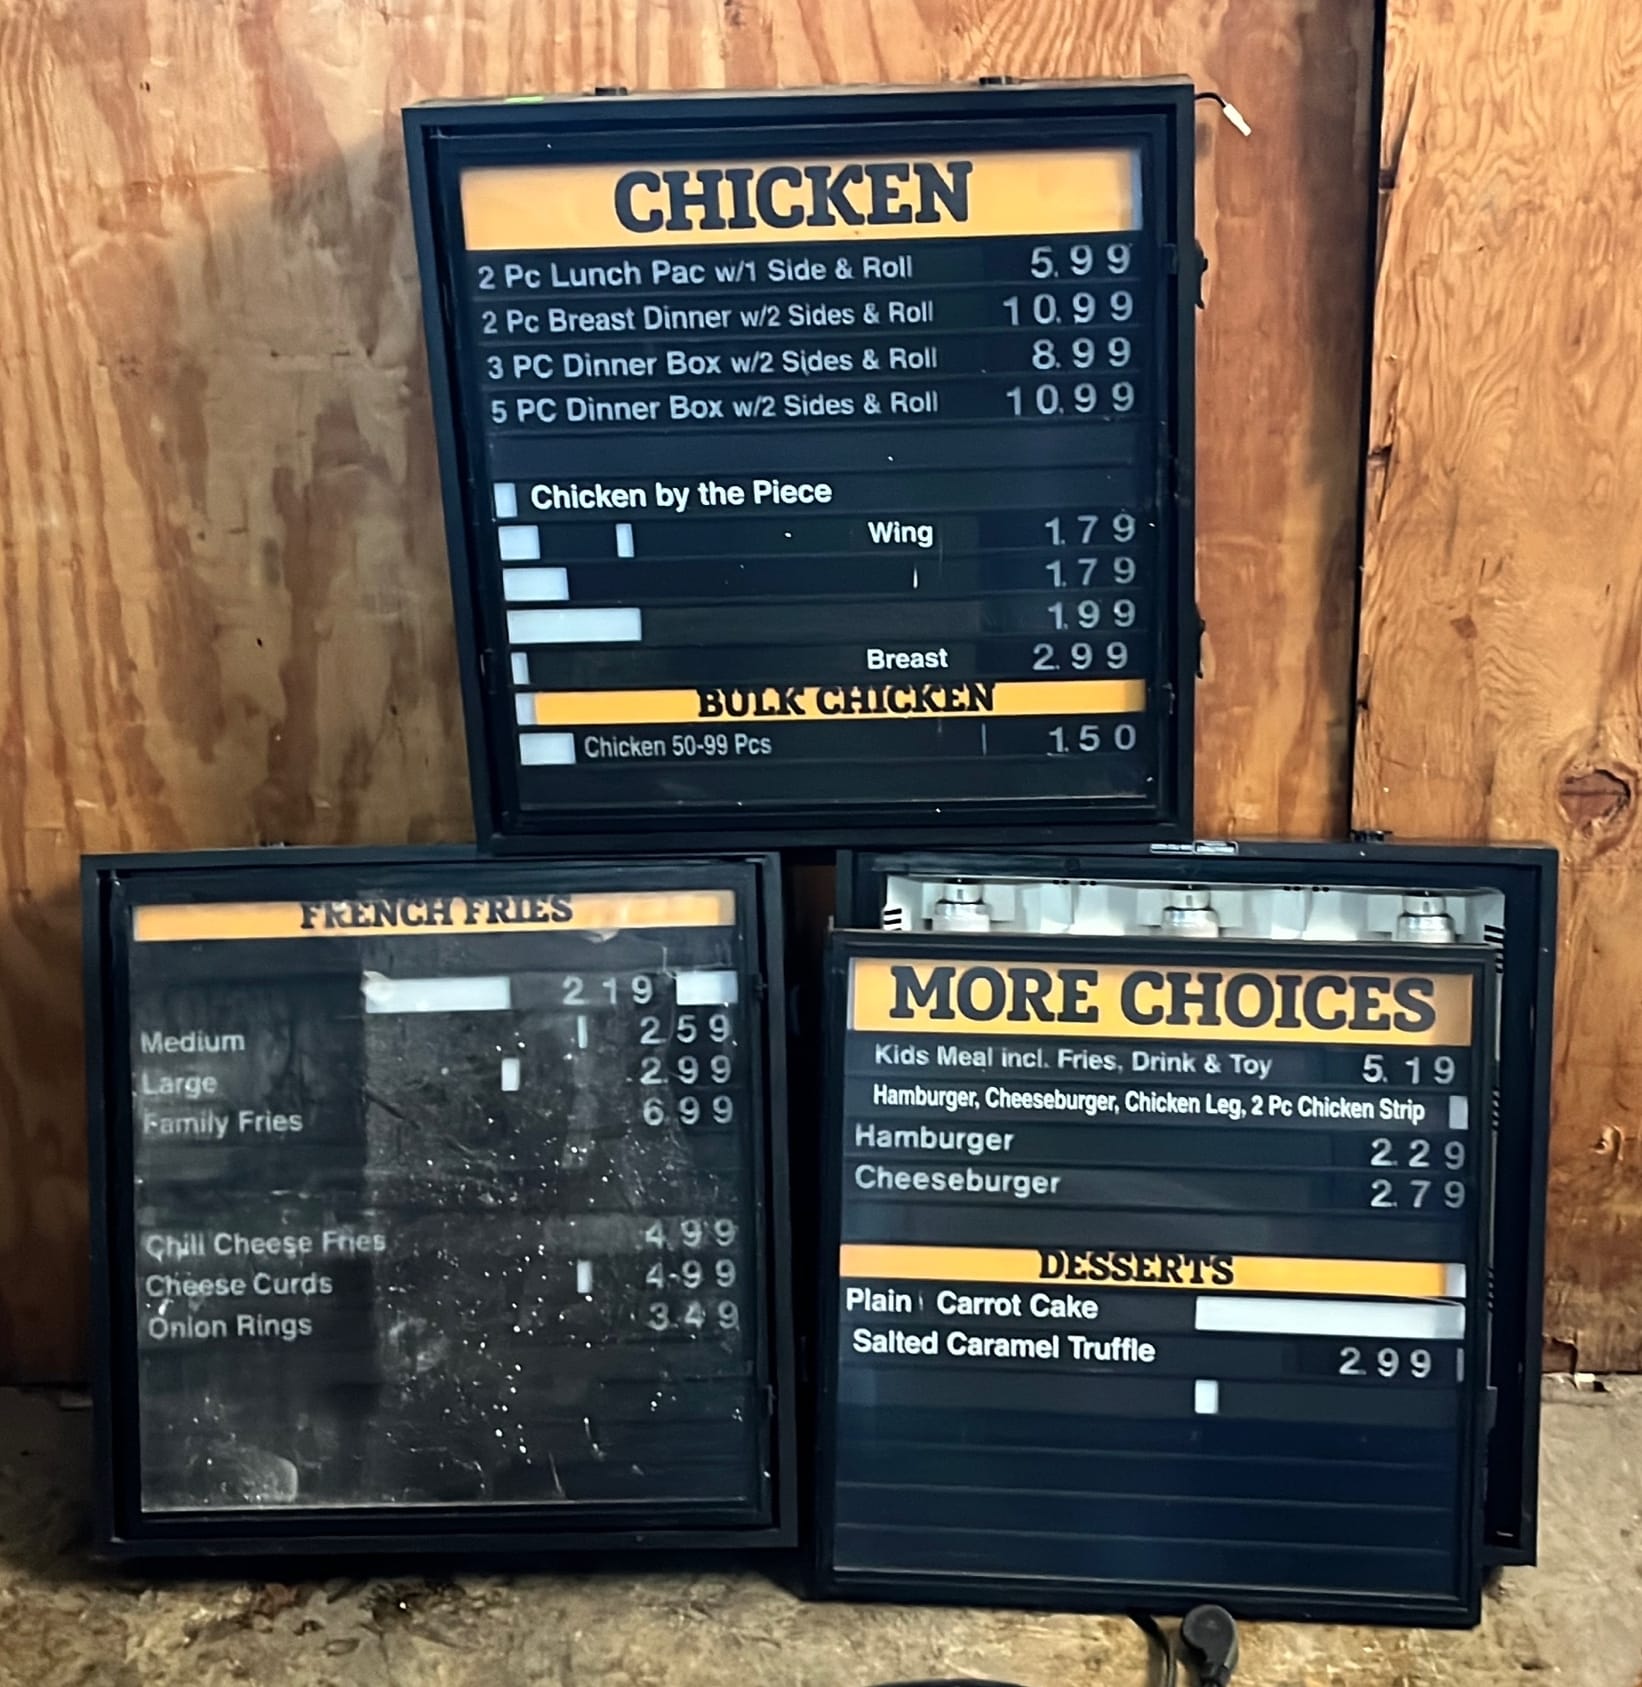 CHICKEN
2 Pc Lunch Pac w/1 Side & Roll 5.99
2 Pc Breast Dinner w/2 Sides & Roll 10.99
3 PC Dinner Box w/2 Sides & Roll 8.99
5 PC Dinner Box w/2 Sides & Roll 10.99
Chicken by the Piece
Wing 1.79
1.79
1.99
Breast 2.99
BULK CHICKEN
Chicken 50-99 Pcs 1.50
FRENCH FRIES
2 19
Medium 2 59
Large 2.99
Family Fries 6.99
Chili Cheese Fries 4.99
Cheese Curds 4-99
Onion Rings 3.49
MORE CHOICES
Kids Meal incl. Fries, Drink & Toy 5.19
Hamburger, Cheeseburger, Chicken Leg, 2 Pc Chicken Strip
Hamburger 2.29
Cheeseburger 2.79
DESSERTS
Plain Carrot Cake
Salted Caramel Truffle 2.99